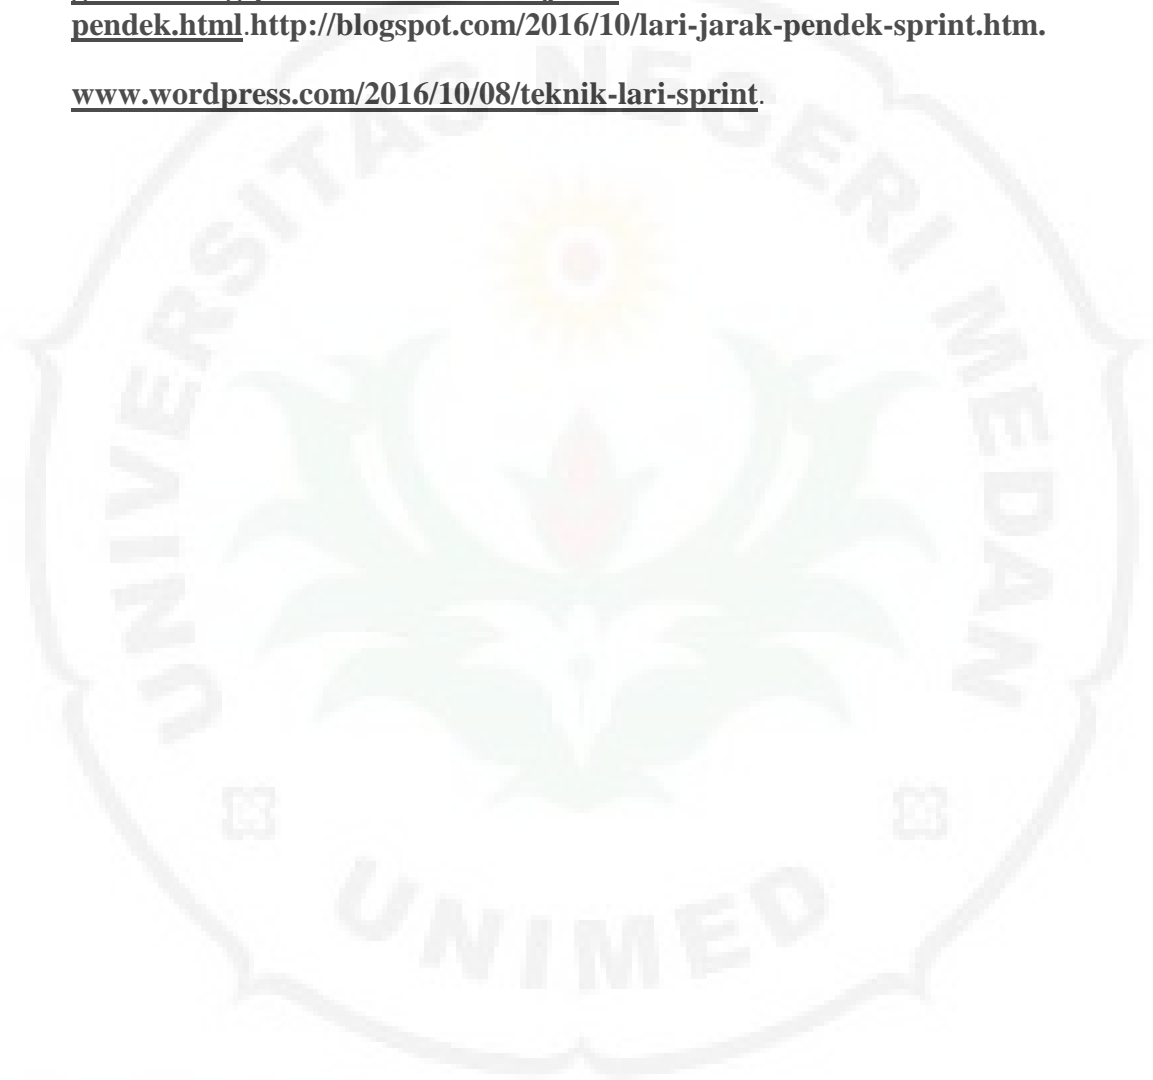 pendek.html.http://blogspot.com/2016/10/lari-jarak-pendek-sprint.htm.
www.wordpress.com/2016/10/08/teknik-lari-sprint.
UNIVERSITAS NEGERI MEDAN
UNIMED